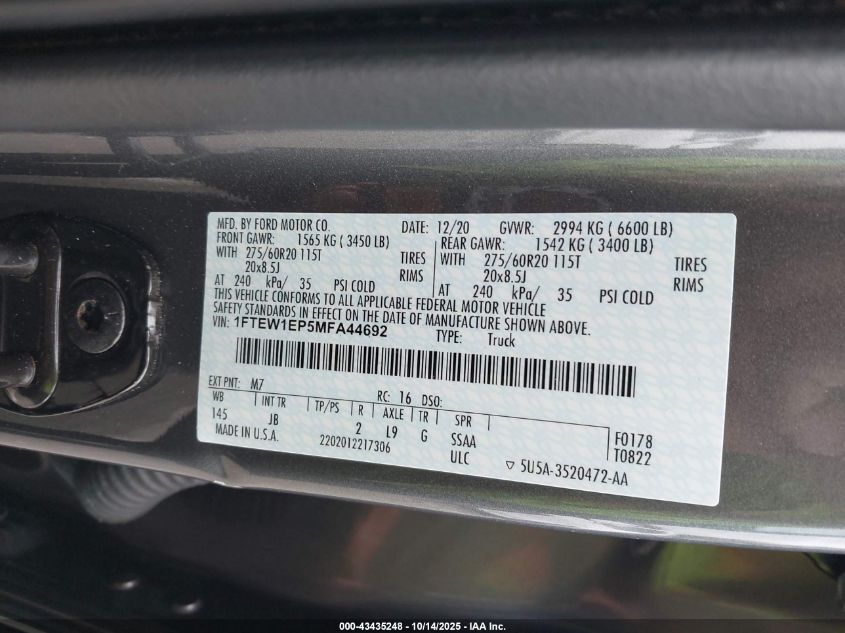 MFD. BY FORD MOTOR CO. DATE: 12/20 GVWR: 2994 KG ( 6600 LB)
FRONT GAWR: 1565 KG ( 3450 LB) REAR GAWR: 1542 KG ( 3400 LB)
WITH 275/60R20 115T TIRES WITH 275/60R20 115T TIRES
20x8.5J RIMS 20x8.5J RIMS
AT 240 kPa/ 35 PSI COLD AT 240 kPa/ 35 PSI COLD
THIS VEHICLE CONFORMS TO ALL APPLICABLE FEDERAL MOTOR VEHICLE
SAFETY STANDARDS IN EFFECT ON THE DATE OF MANUFACTURE SHOWN ABOVE.
VIN: 1FTEW1EP5MFA44692 TYPE: Truck
EXT PNT: M7 RC: 16 DSO:
WB INT TR TP/PS R AXLE TR SPR F0178
145 JB 2 L9 G SSAA T0822
MADE IN U.S.A. 2202012217306 ULC ▽ 5U5A-3520472-AA
000-43435248 - 10/14/2025 - IAA Inc.